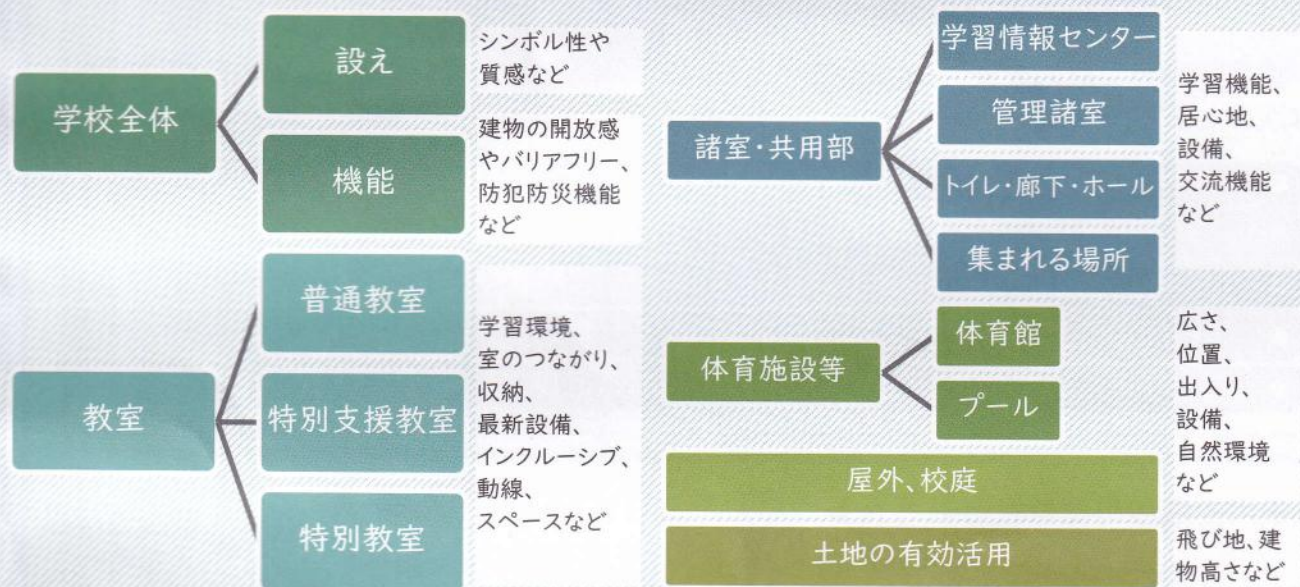 学校全体
設え
シンボル性や
質感など
機能
建物の開放感
やバリアフリー、
防犯防災機能
など
教室
普通教室
特別支援教室
特別教室
学習環境、
室のつながり、
収納、
最新設備、
インクルーシブ、
動線、
スペースなど
諸室・共用部
学習情報センター
管理諸室
トイレ・廊下・ホール
集まれる場所
学習機能、
居心地、
設備、
交流機能
など
体育施設等
体育館
プール
屋外、校庭
広さ、
位置、
出入り、
設備、
自然環境
など
土地の有効活用
飛び地、建
物高さなど